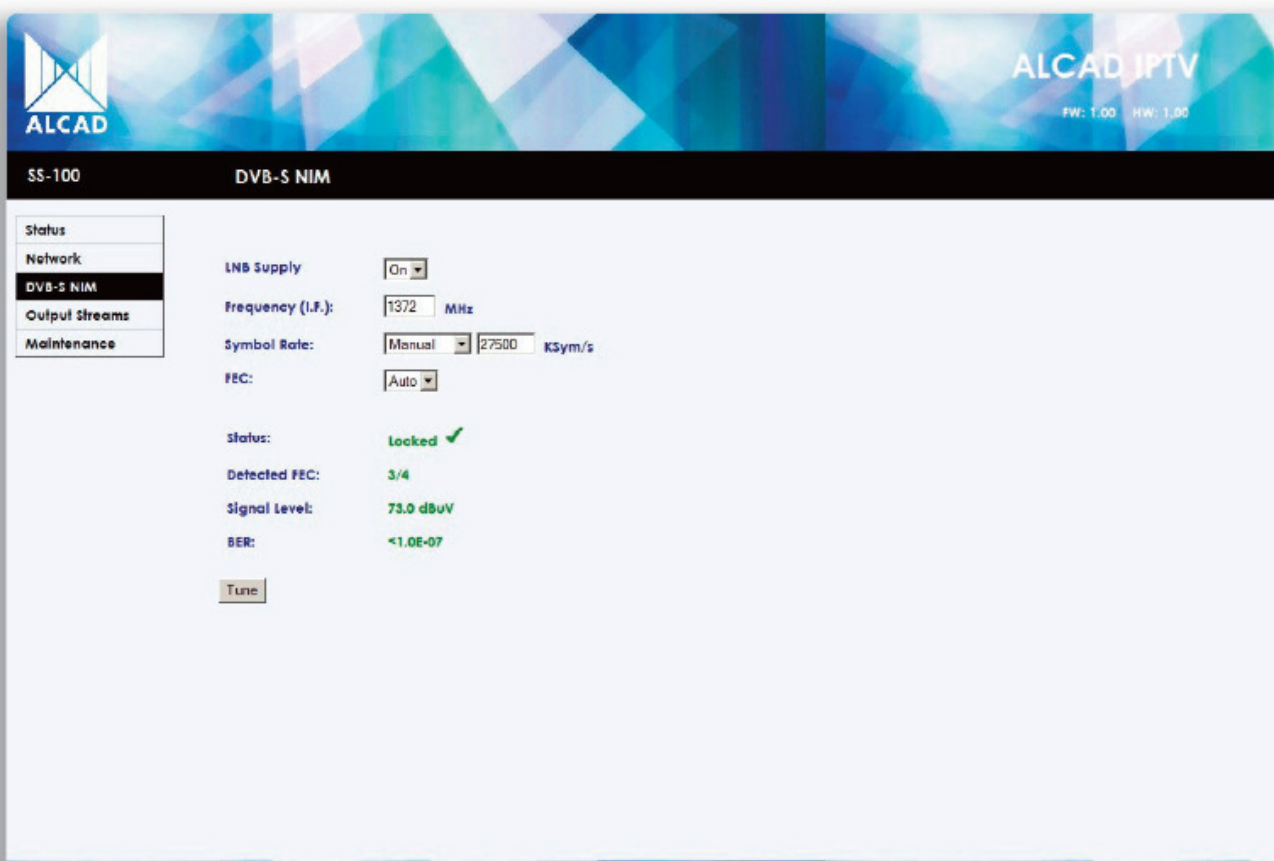 ALCAD
ALCAD IPTV
FW: 1.00 HW: 1.00
SS-100
DVB-S NIM
Status
Network
DVB-S NIM
Output Streams
Maintenance
LNB Supply On
Frequency (I.F.): 1372 MHz
Symbol Rate: Manual 27500 KSym/s
FEC: Auto
Status: Locked ✓
Detected FEC: 3/4
Signal Level: 73.0 dBuV
BER: <1.0E-07
Tune